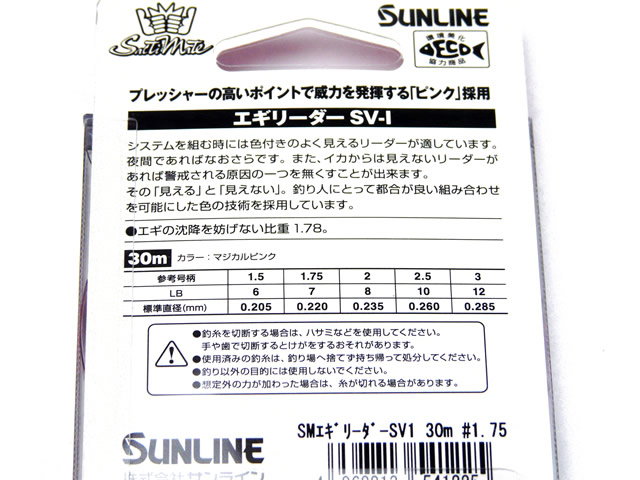 SaltiMate
SUNLINE
環境美化
ECO
協力商品
プレッシャーの高いポイントで威力を発揮する「ピンク」採用
エギリーダー SV-I
システムを組む時には色付きのよく見えるリーダーが適しています。
夜間であればなおさらです。また、イカからは見えないリーダーが
あれば警戒される原因の一つを無くすことが出来ます。
その「見える」と「見えない」。釣り人にとって都合が良い組み合わせ
を可能にした色の技術を採用しています。
●エギの沈降を妨げない比重1.78。
30m カラー：マジカルピンク
参考号柄 1.5 1.75 2 2.5 3
LB 6 7 8 10 12
標準直径(mm) 0.205 0.220 0.235 0.260 0.285
●釣糸を切断する場合は、ハサミなどを使用してください。
手や歯で切断するとけがをするおそれがあります。
●使用済みの釣糸は、釣り場へ捨てず持ち帰って処分してください。
●釣り以外の目的には使用しないでください。
●想定外の力が加わった場合は、糸が切れる場合があります。
SMｴｷﾞﾘｰﾀﾞｰSV1 30m #1.75
SUNLINE
株式会社サンライン